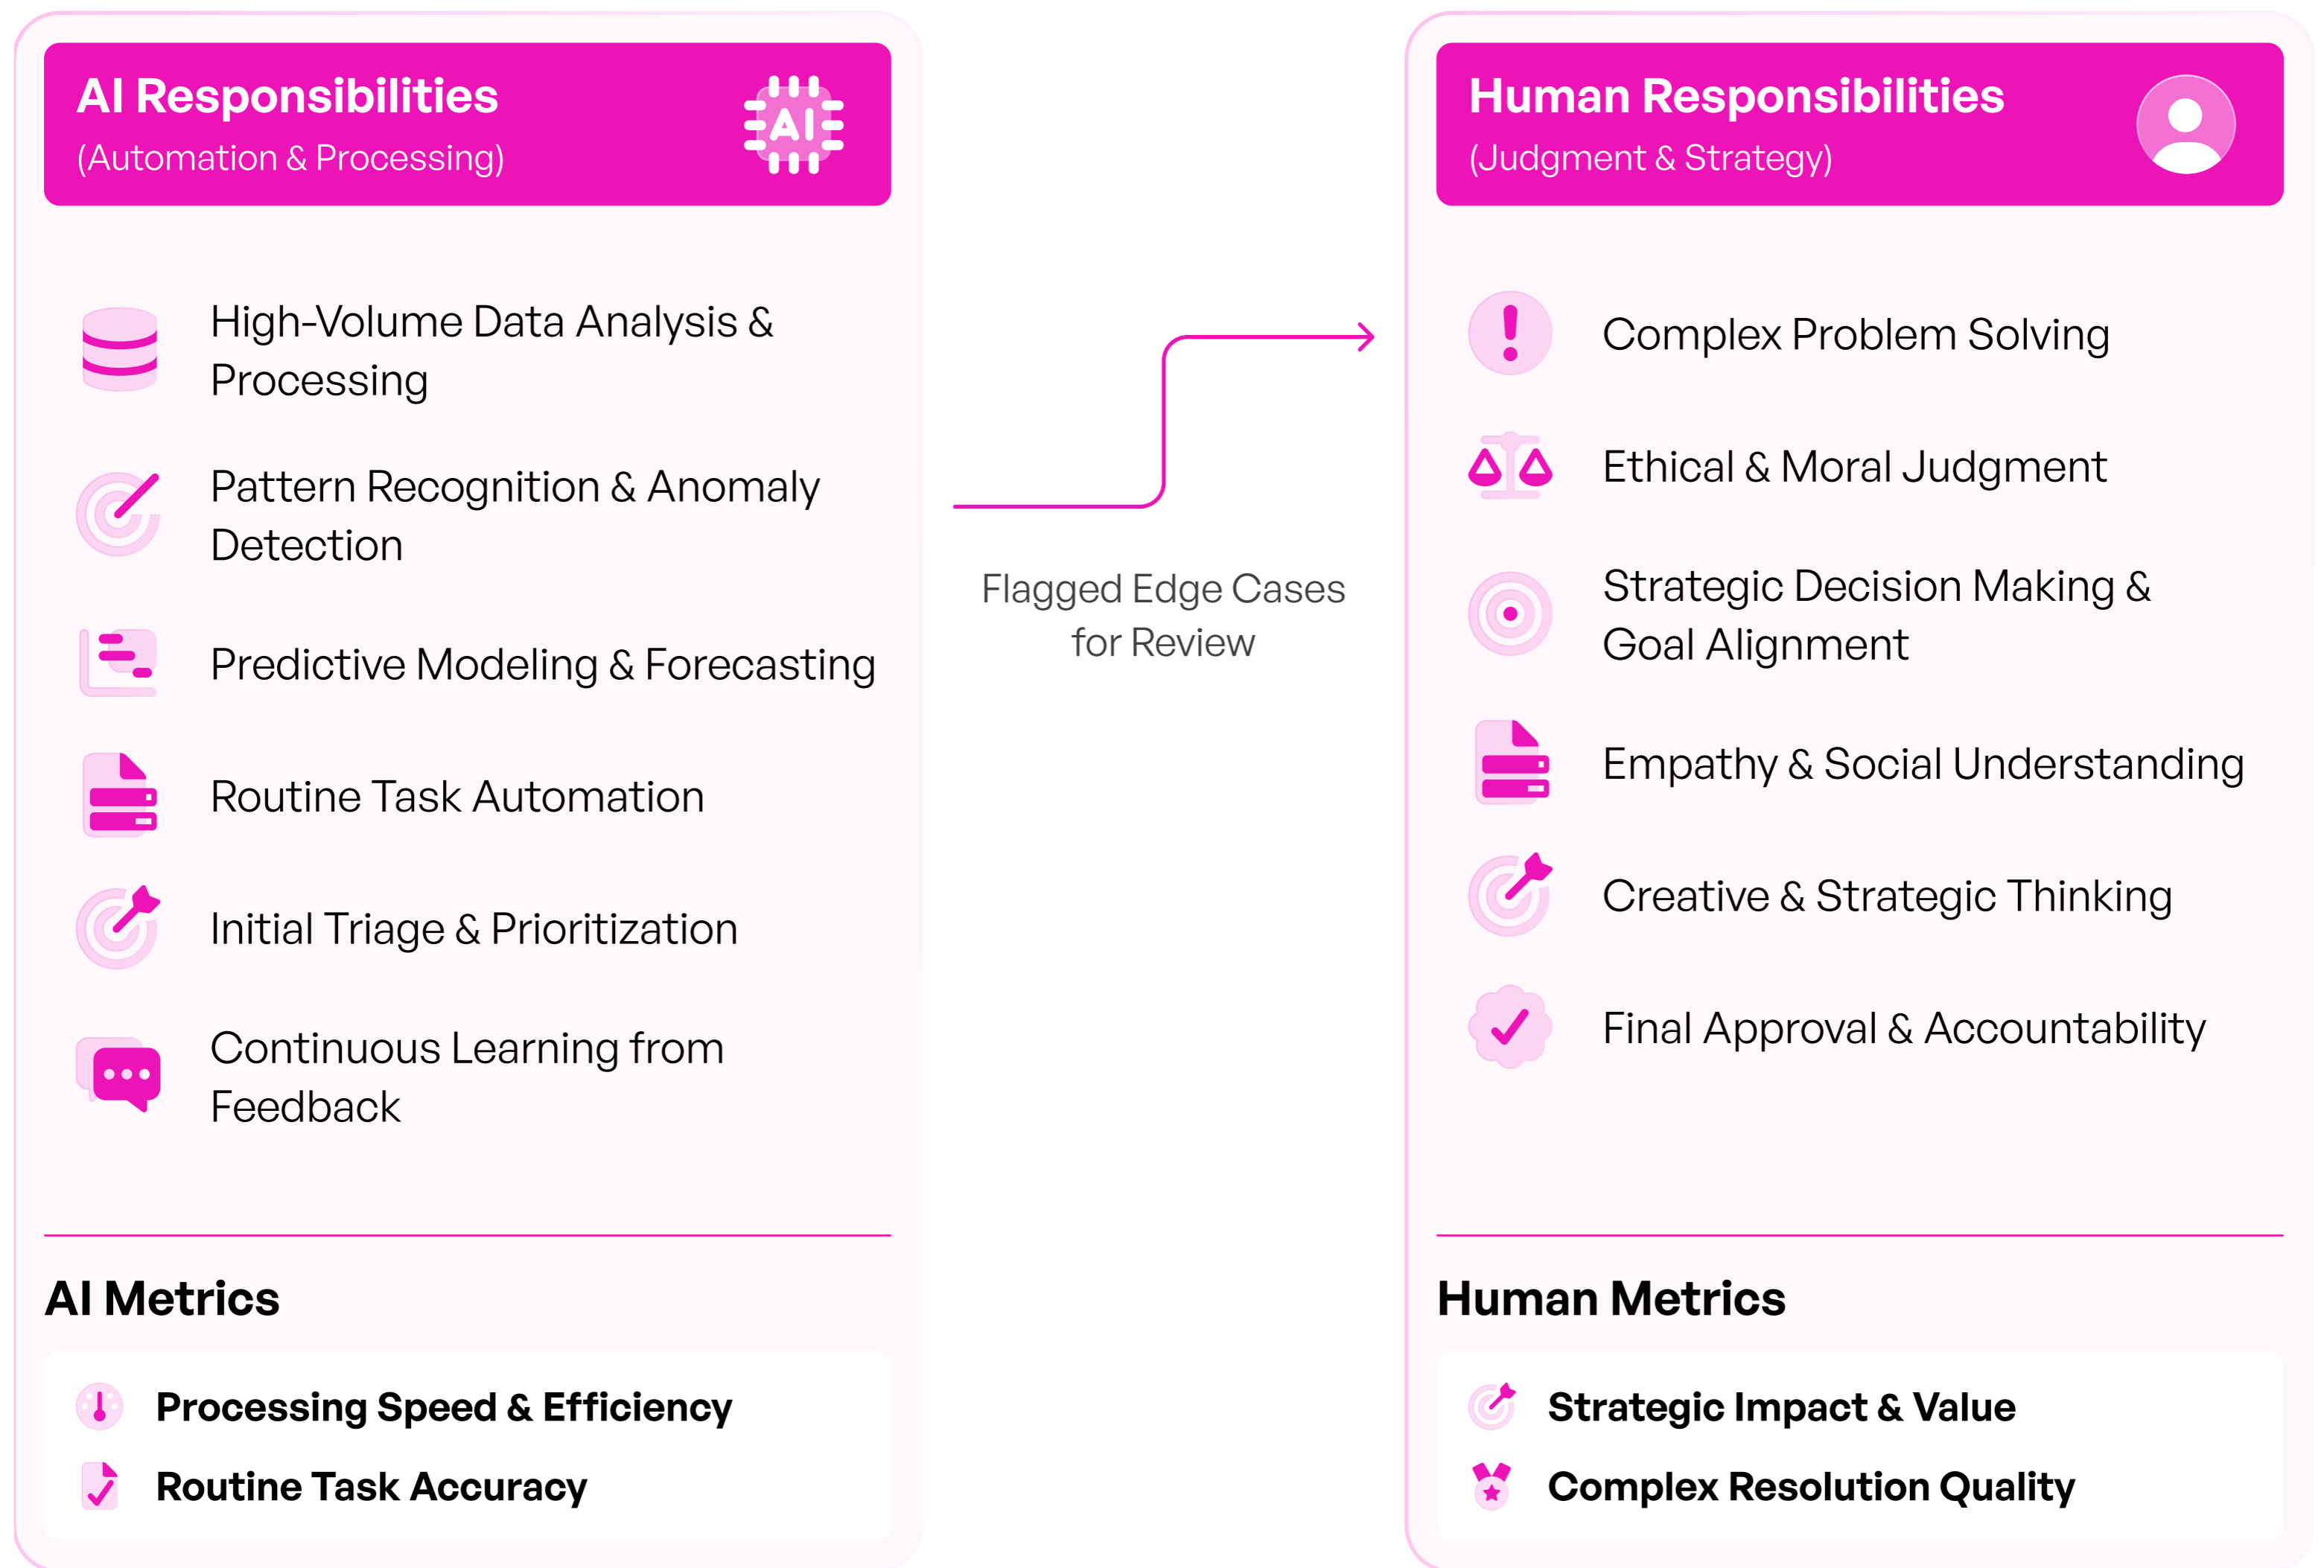 AI Responsibilities
(Automation & Processing)
AI
High-Volume Data Analysis &
Processing
Pattern Recognition & Anomaly
Detection
Predictive Modeling & Forecasting
Routine Task Automation
Initial Triage & Prioritization
Continuous Learning from
Feedback
AI Metrics
Processing Speed & Efficiency
Routine Task Accuracy
Flagged Edge Cases
for Review
Human Responsibilities
(Judgment & Strategy)
Complex Problem Solving
Ethical & Moral Judgment
Strategic Decision Making &
Goal Alignment
Empathy & Social Understanding
Creative & Strategic Thinking
Final Approval & Accountability
Human Metrics
Strategic Impact & Value
Complex Resolution Quality